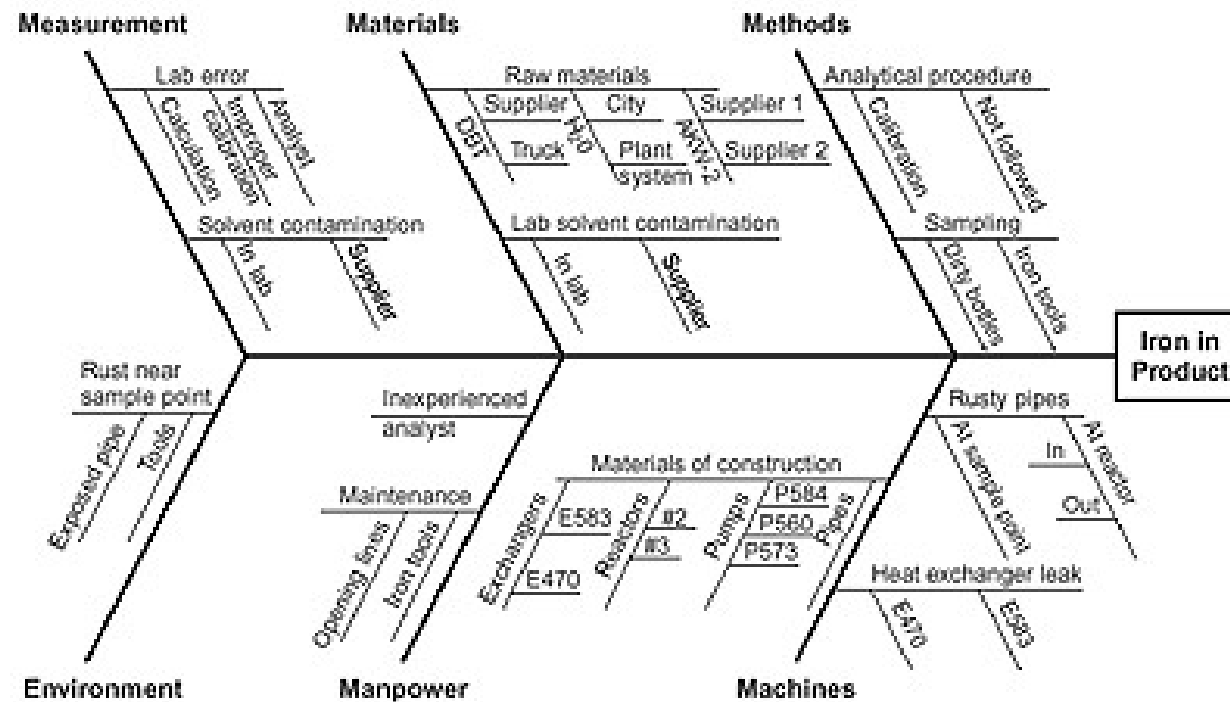 Measurement
Materials
Methods
Lab error
Calculation
Improper
calibration
Analyst
Solvent contamination
In lab
Supplier
Raw materials
DBT
Supplier
Truck
H₂0
City
Plant
system
Supplier 1
Supplier 2
Lab solvent contamination
In lab
Supplier
Analytical procedure
Calibration
Not followed
Sampling
Dirty bottles
Iron tools
Iron in
Product
Rust near
sample point
Exposed pipe
Tools
Inexperienced
analyst
Maintenance
Opening lines
Iron tools
Materials of construction
Exchangers
E583
E470
Reactors
#2
#3
Pumps
P584
P560
P573
Pipes
Rusty pipes
At sample point
At reactor
In
Out
Heat exchanger leak
E470
E583
Environment
Manpower
Machines